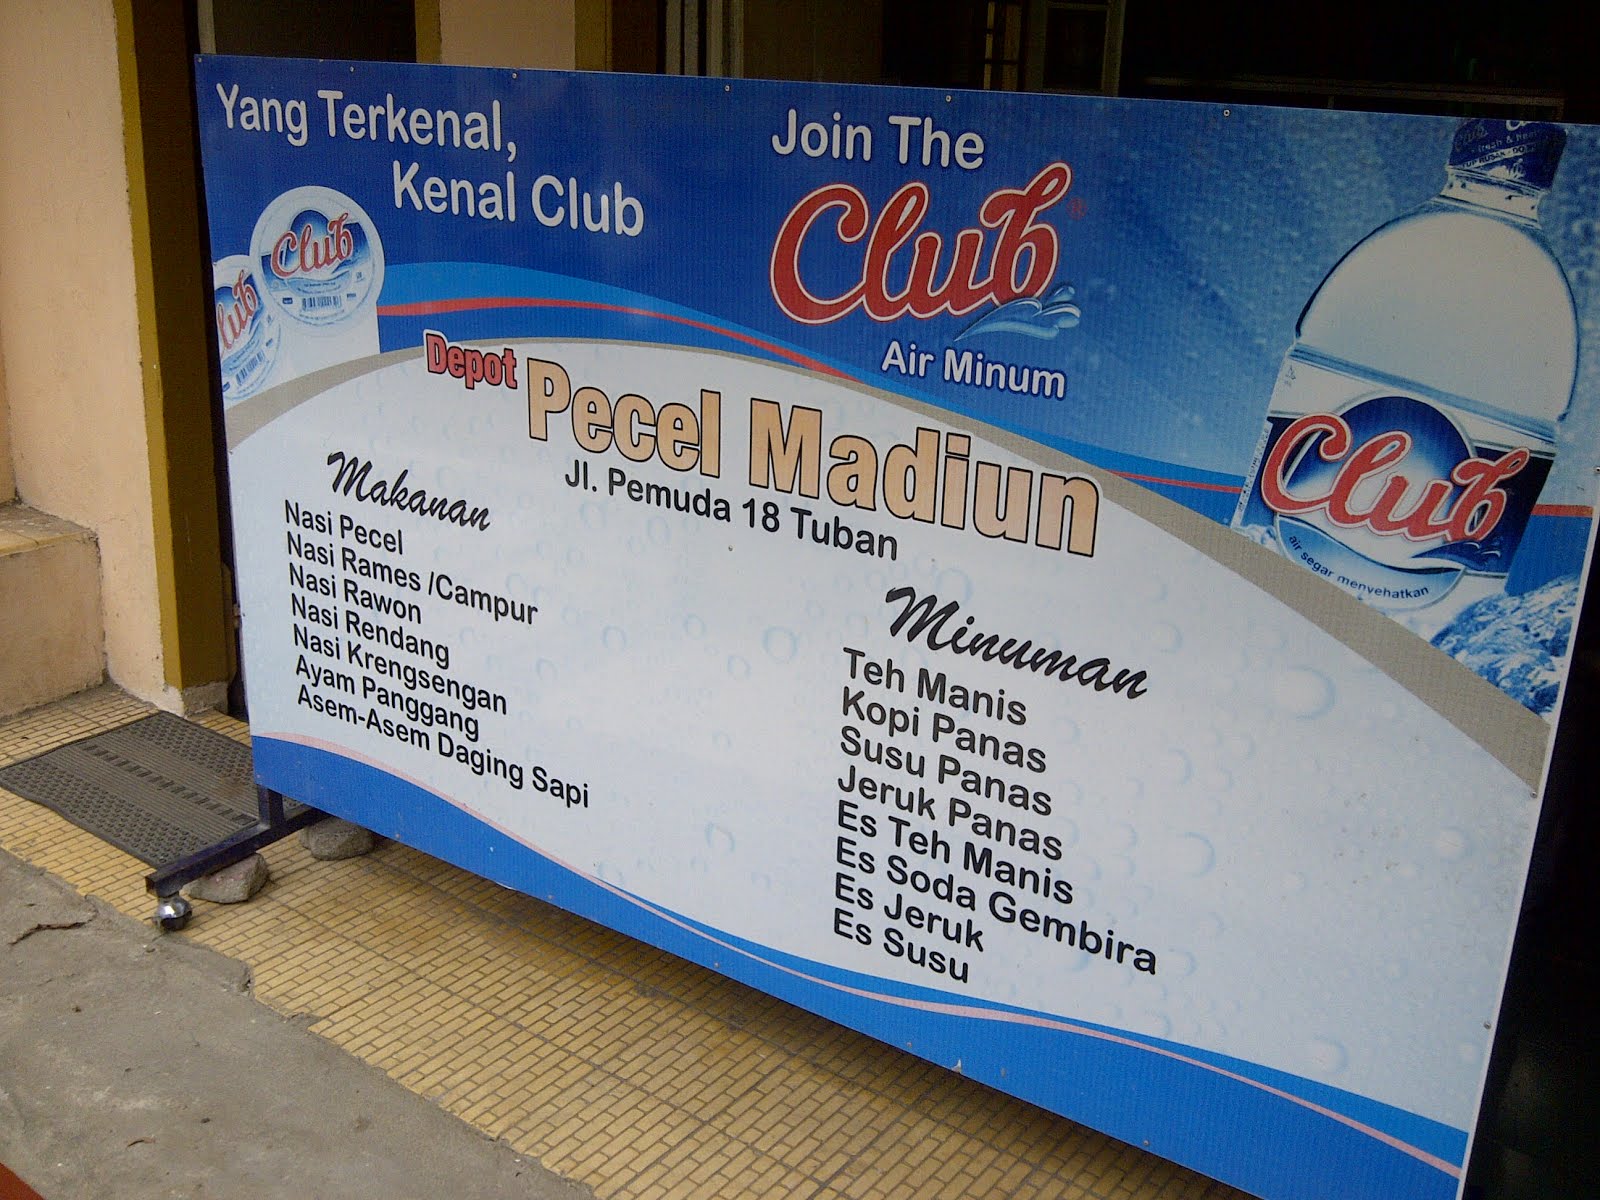 Yang Terkenal,
Kenal Club
Join The
Club
Air Minum
Club
Club
Club
air segar menyehatkan
Depot Pecel Madiun
Jl. Pemuda 18 Tuban
Makanan
Nasi Pecel
Nasi Rames /Campur
Nasi Rawon
Nasi Rendang
Nasi Krengsengan
Ayam Panggang
Asem-Asem Daging Sapi
Minuman
Teh Manis
Kopi Panas
Susu Panas
Jeruk Panas
Es Teh Manis
Es Soda Gembira
Es Jeruk
Es Susu